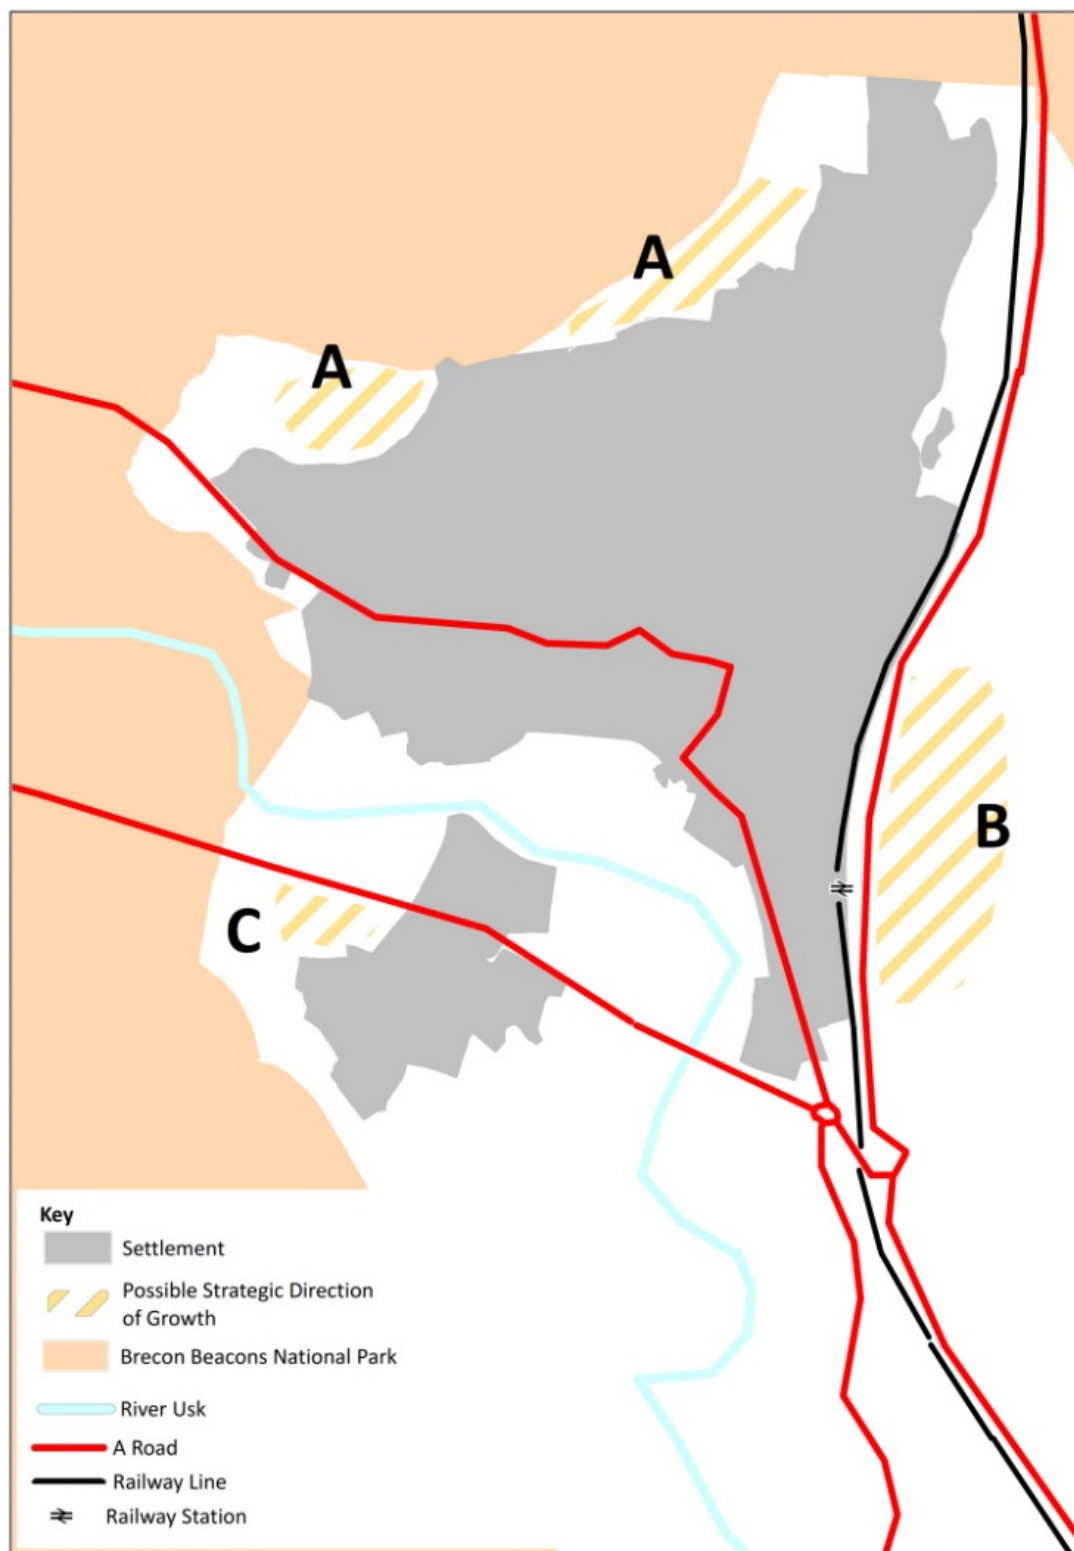 A
A
B
C
Key
Settlement
Possible Strategic Direction
of Growth
Brecon Beacons National Park
River Usk
A Road
Railway Line
Railway Station